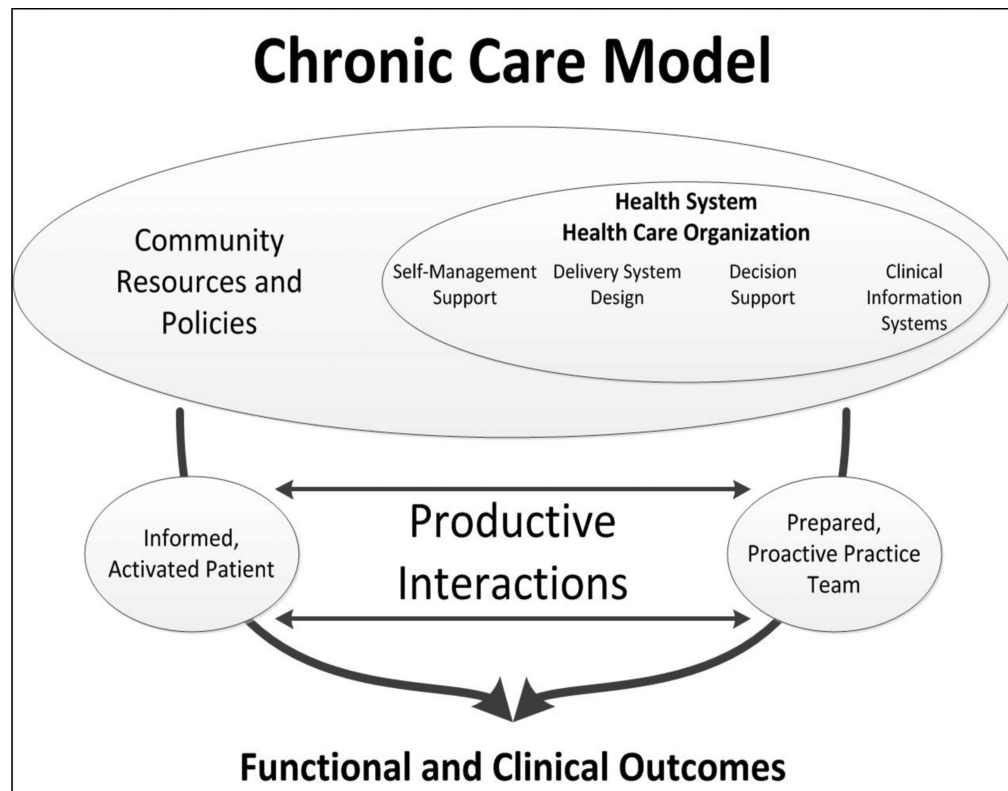 Chronic Care Model
Community
Resources and
Policies
Health System
Health Care Organization
Self-Management
Support
Delivery System
Design
Decision
Support
Clinical
Information
Systems
Informed,
Activated Patient
Productive
Interactions
Prepared,
Proactive Practice
Team
Functional and Clinical Outcomes